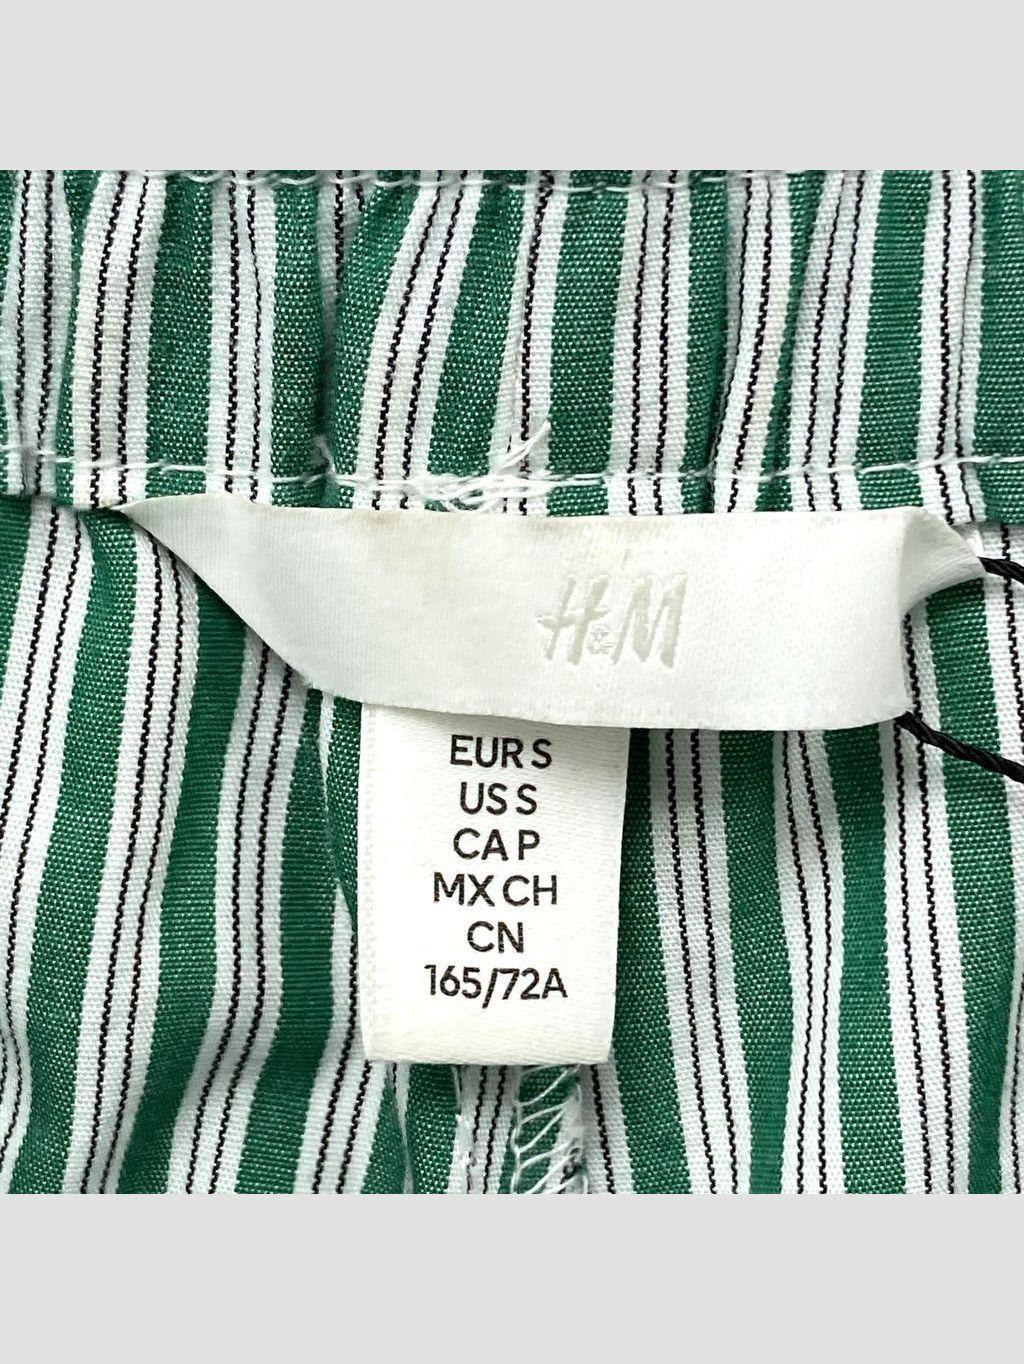 H&M
EUR S
US S
CA P
MX CH
CN
165/72A